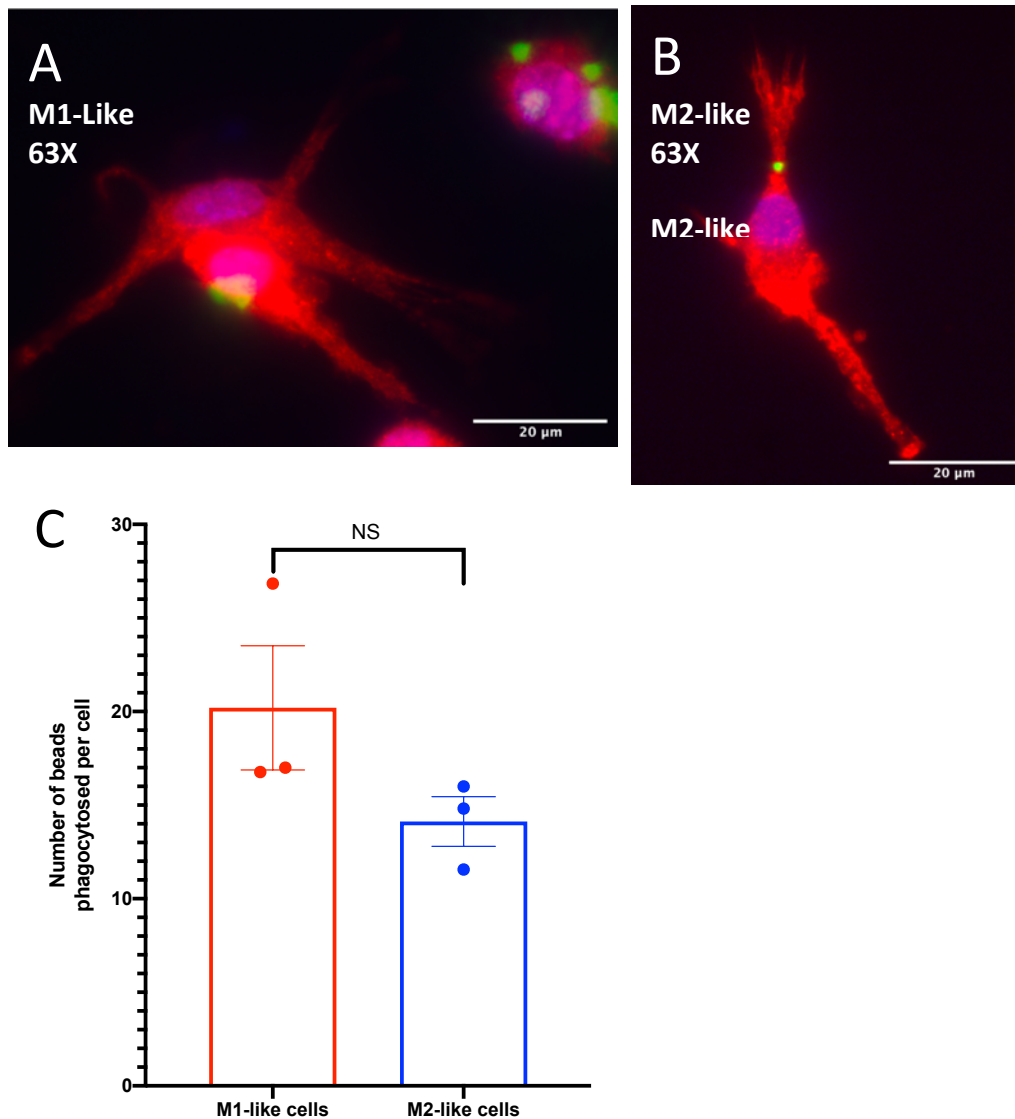 A
M1-Like
63X
20 µm
B
M2-like
63X
M2-like
20 µm
C
NS
30
20
10
0
Number of beads
phagocytosed per cell
M1-like cells
M2-like cells